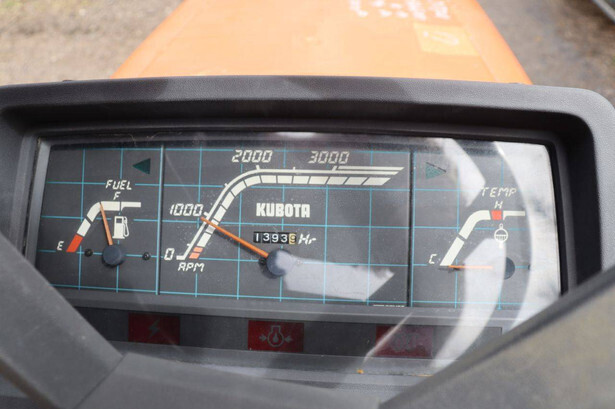 2000 3000
FUEL
F
TEMP
H
1000
KUBOTA
E
1393 Hr
0
C
RPM